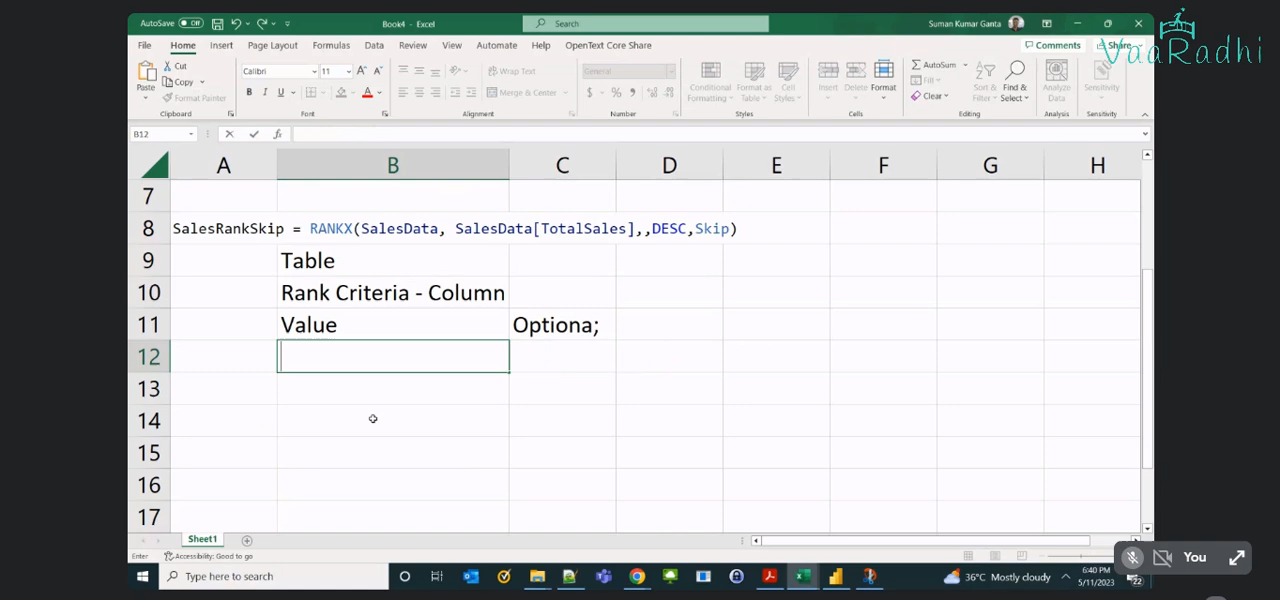 AutoSave Off Book4 - Excel Search Suman Kumar Ganta
VaaRadhi
File Home Insert Page Layout Formulas Data Review View Automate Help OpenText Core Share Comments Share
Paste Cut Copy Format Painter Clipboard
Calibri 11 A A B I U A Font
ab Wrap Text Merge & Center Alignment
General $ % , Number
Conditional Formatting Format as Table Cell Styles Styles
Insert Delete Format Cells
AutoSum Fill Clear Sort & Filter Find & Select Editing
Analyze Data Analysis
Sensitivity Sensitivity
B12 fx
A B C D E F G H
7
8 SalesRankSkip = RANKX(SalesData, SalesData[TotalSales],,DESC,Skip)
9 Table
10 Rank Criteria - Column
11 Value Optiona;
12
13
14
15
16
17
Sheet1
Enter Accessibility: Good to go
You
Type here to search 36°C Mostly cloudy 6:40 PM
5/11/2023 22